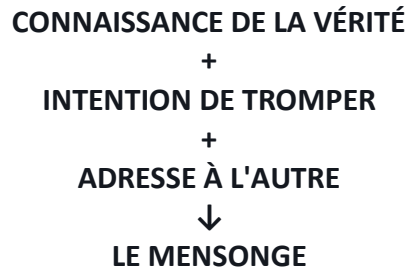 CONNAISSANCE DE LA VÉRITÉ
+
INTENTION DE TROMPER
+
ADRESSE À L'AUTRE
↓
LE MENSONGE